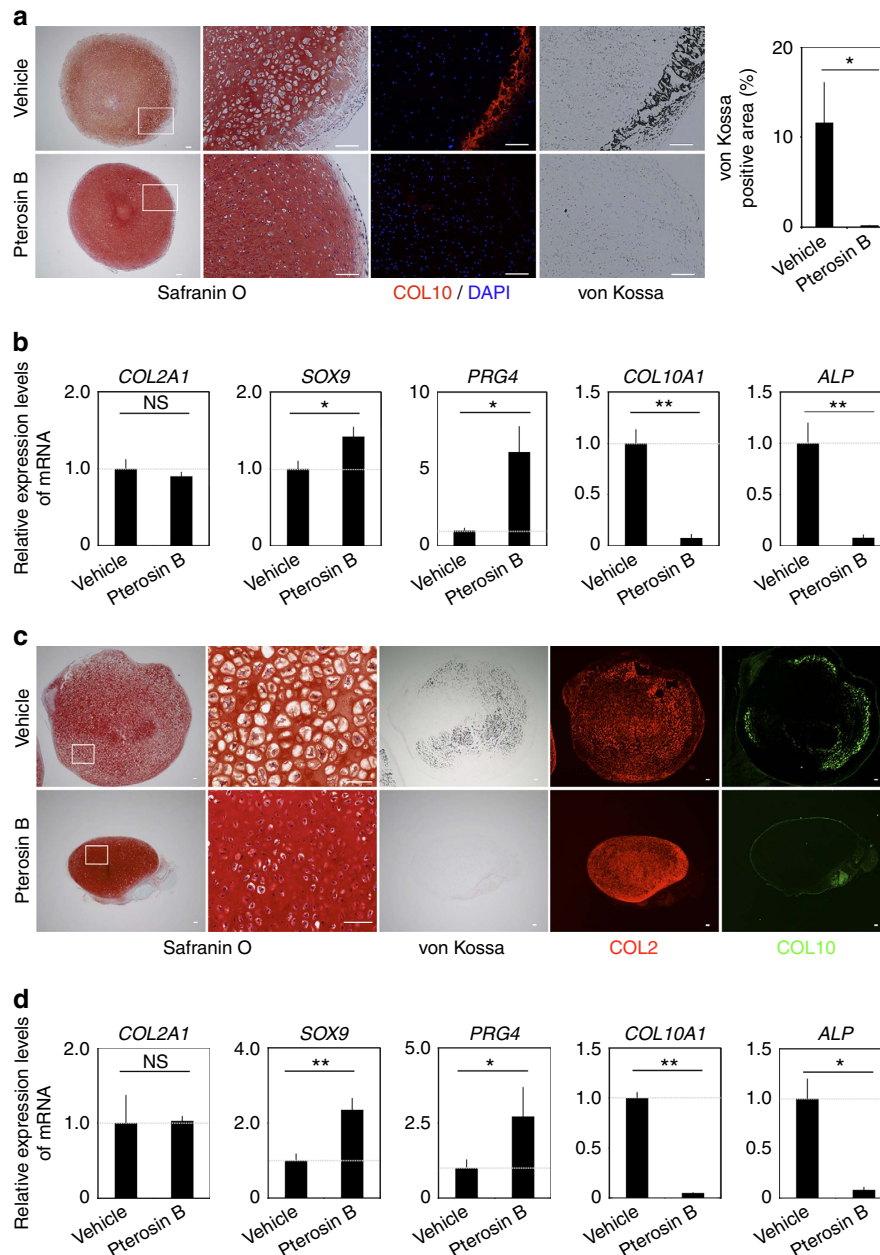 a
Vehicle
Pterosin B
Safranin O
COL10 / DAPI
von Kossa
von Kossa
positive area (%)
20
10
0
*
Vehicle
Pterosin B
b
Relative expression levels
of mRNA
COL2A1
2.0
1.0
0
NS
Vehicle
Pterosin B
SOX9
2.0
1.0
0
*
Vehicle
Pterosin B
PRG4
10
5
0
*
Vehicle
Pterosin B
COL10A1
1.5
1.0
0.5
0
**
Vehicle
Pterosin B
ALP
1.5
1.0
0.5
0
**
Vehicle
Pterosin B
c
Vehicle
Pterosin B
Safranin O
von Kossa
COL2
COL10
d
Relative expression levels
of mRNA
COL2A1
2.0
1.0
0
NS
Vehicle
Pterosin B
SOX9
4.0
2.0
0
**
Vehicle
Pterosin B
PRG4
5.0
2.5
0
*
Vehicle
Pterosin B
COL10A1
1.5
1.0
0.5
0
**
Vehicle
Pterosin B
ALP
1.5
1.0
0.5
0
*
Vehicle
Pterosin B